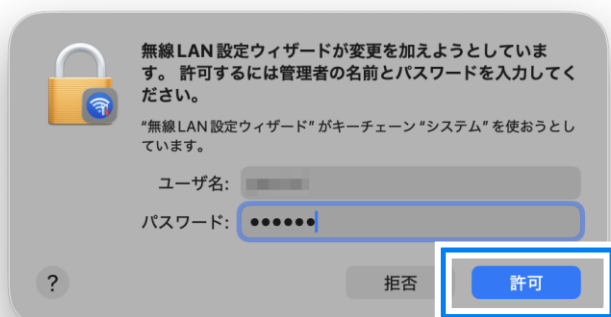 無線LAN設定ウィザードが変更を加えようとしていま
す。 許可するには管理者の名前とパスワードを入力してく
ださい。
“無線LAN設定ウィザード” がキーチェーン “システム” を使おうとし
ています。
ユーザ名:
パスワード: ●●●●●●
? 拒否 許可